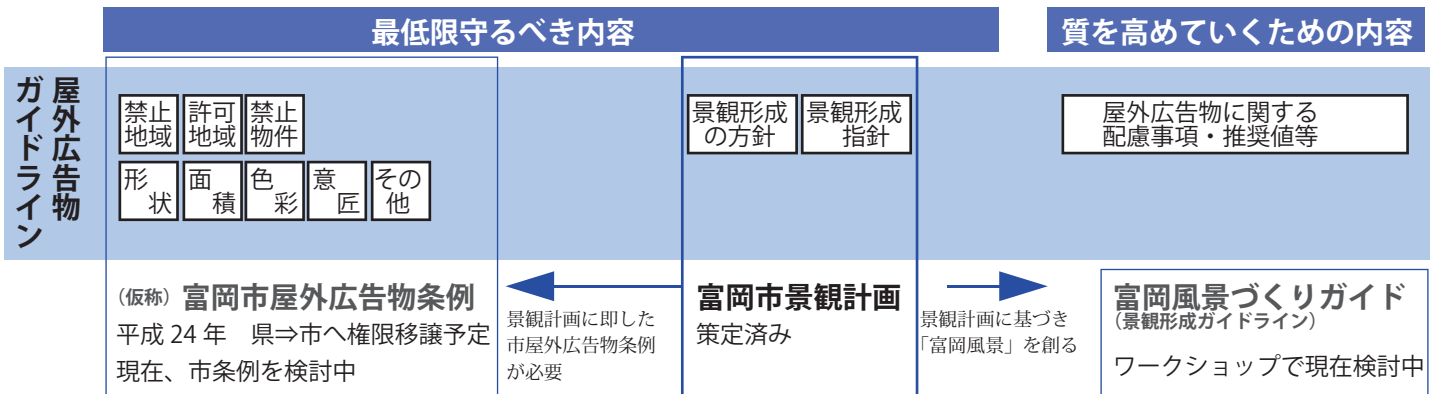 最低限守るべき内容
質を高めていくための内容
屋外広告物
ガイドライン
禁止
地域
許可
地域
禁止
物件
形
状
面
積
色
彩
意
匠
その
他
景観形成
の方針
景観形成
指針
屋外広告物に関する
配慮事項・推奨値等
（仮称）富岡市屋外広告物条例
平成 24 年　県⇒市へ権限移譲予定
現在、市条例を検討中
景観計画に即した
市屋外広告物条例
が必要
富岡市景観計画
策定済み
景観計画に基づき
「富岡風景」を創る
富岡風景づくりガイド
（景観形成ガイドライン）
ワークショップで現在検討中